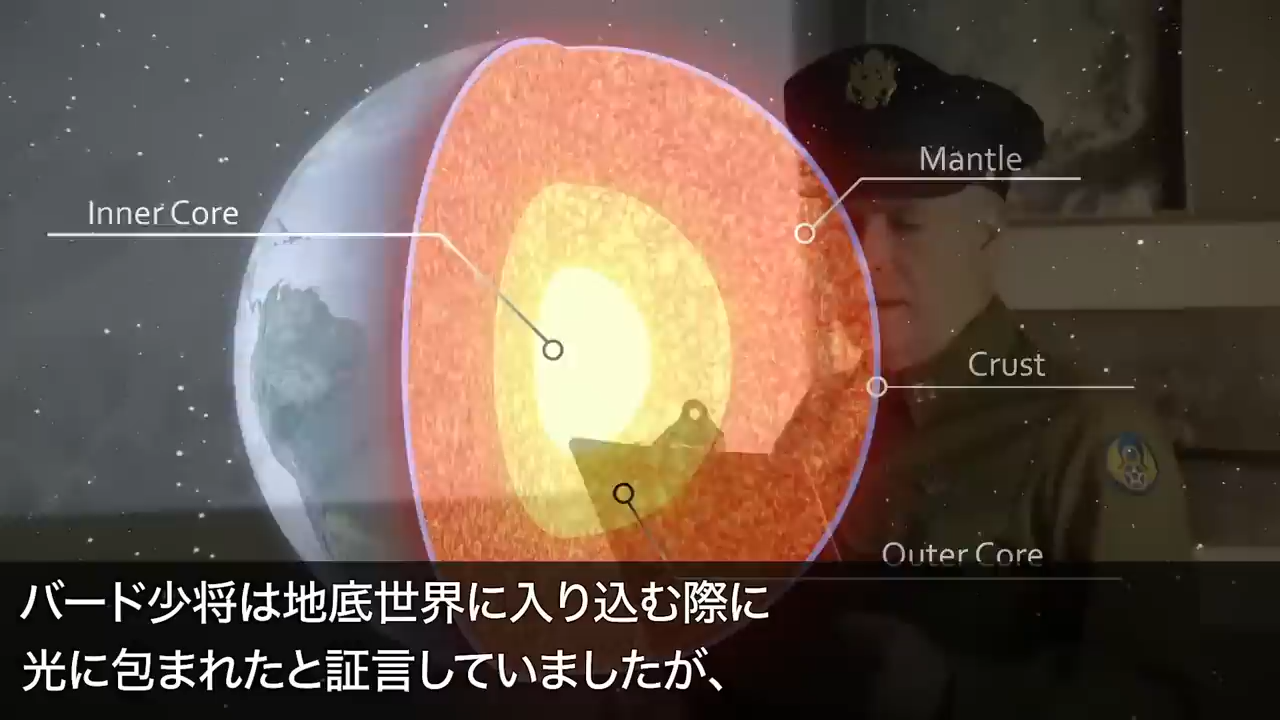 Mantle
Inner Core
Crust
Outer Core
バード少将は地底世界に入り込む際に
光に包まれたと証言していましたが、